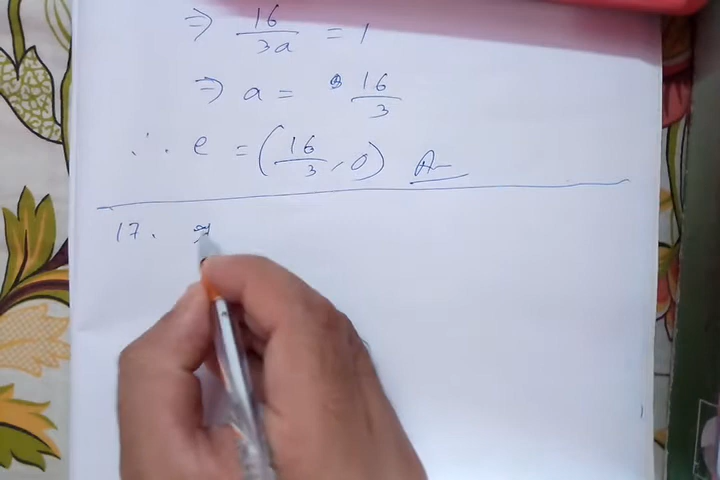 ⇒ 16/3a = 1
⇒ a = 16/3
∴ e = (16/3, 0) A
17.